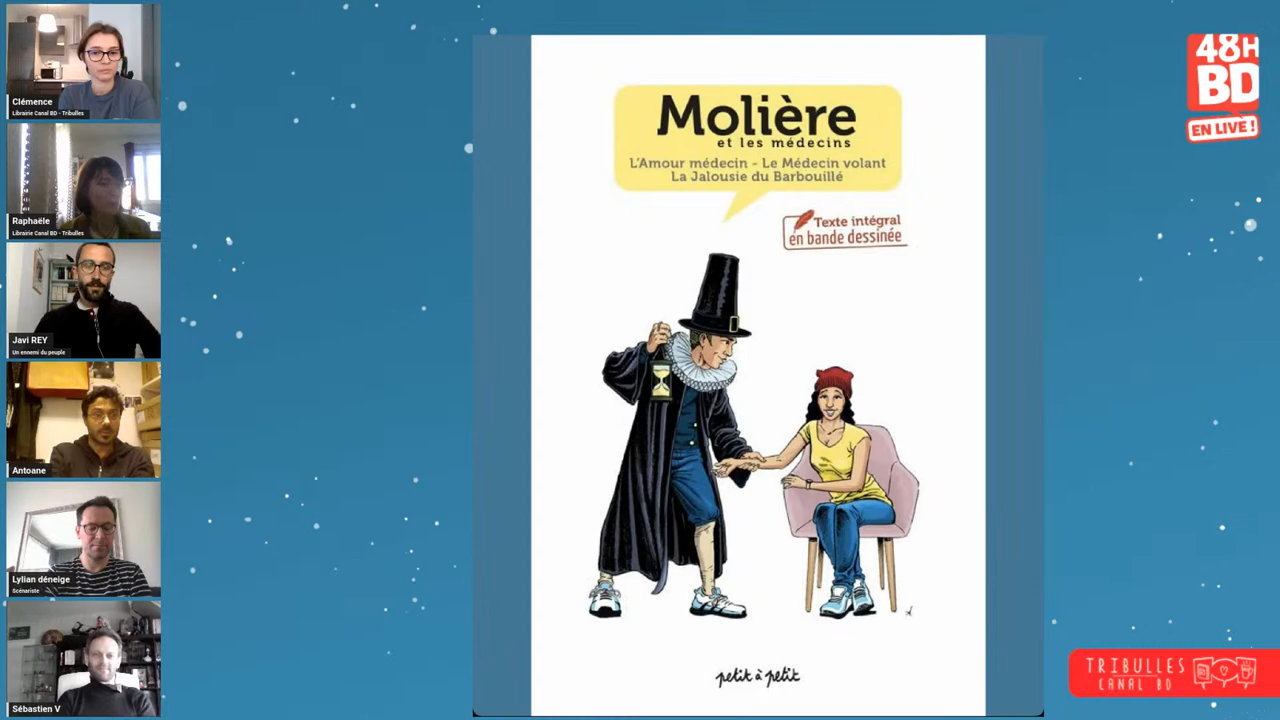 Clémence
Librairie Canal BD - Tribulles
Raphaële
Librairie Canal BD - Tribulles
Javi REY
Un ennemi du peuple
Antoane
Lylian déneige
Scénariste
Sébastien V
Molière
et les médecins
L'Amour médecin - Le Médecin volant
La Jalousie du Barbouillé
Texte intégral
en bande dessinée
petit à petit
48H
BD
EN LIVE !
TRIBULLES
CANAL BD